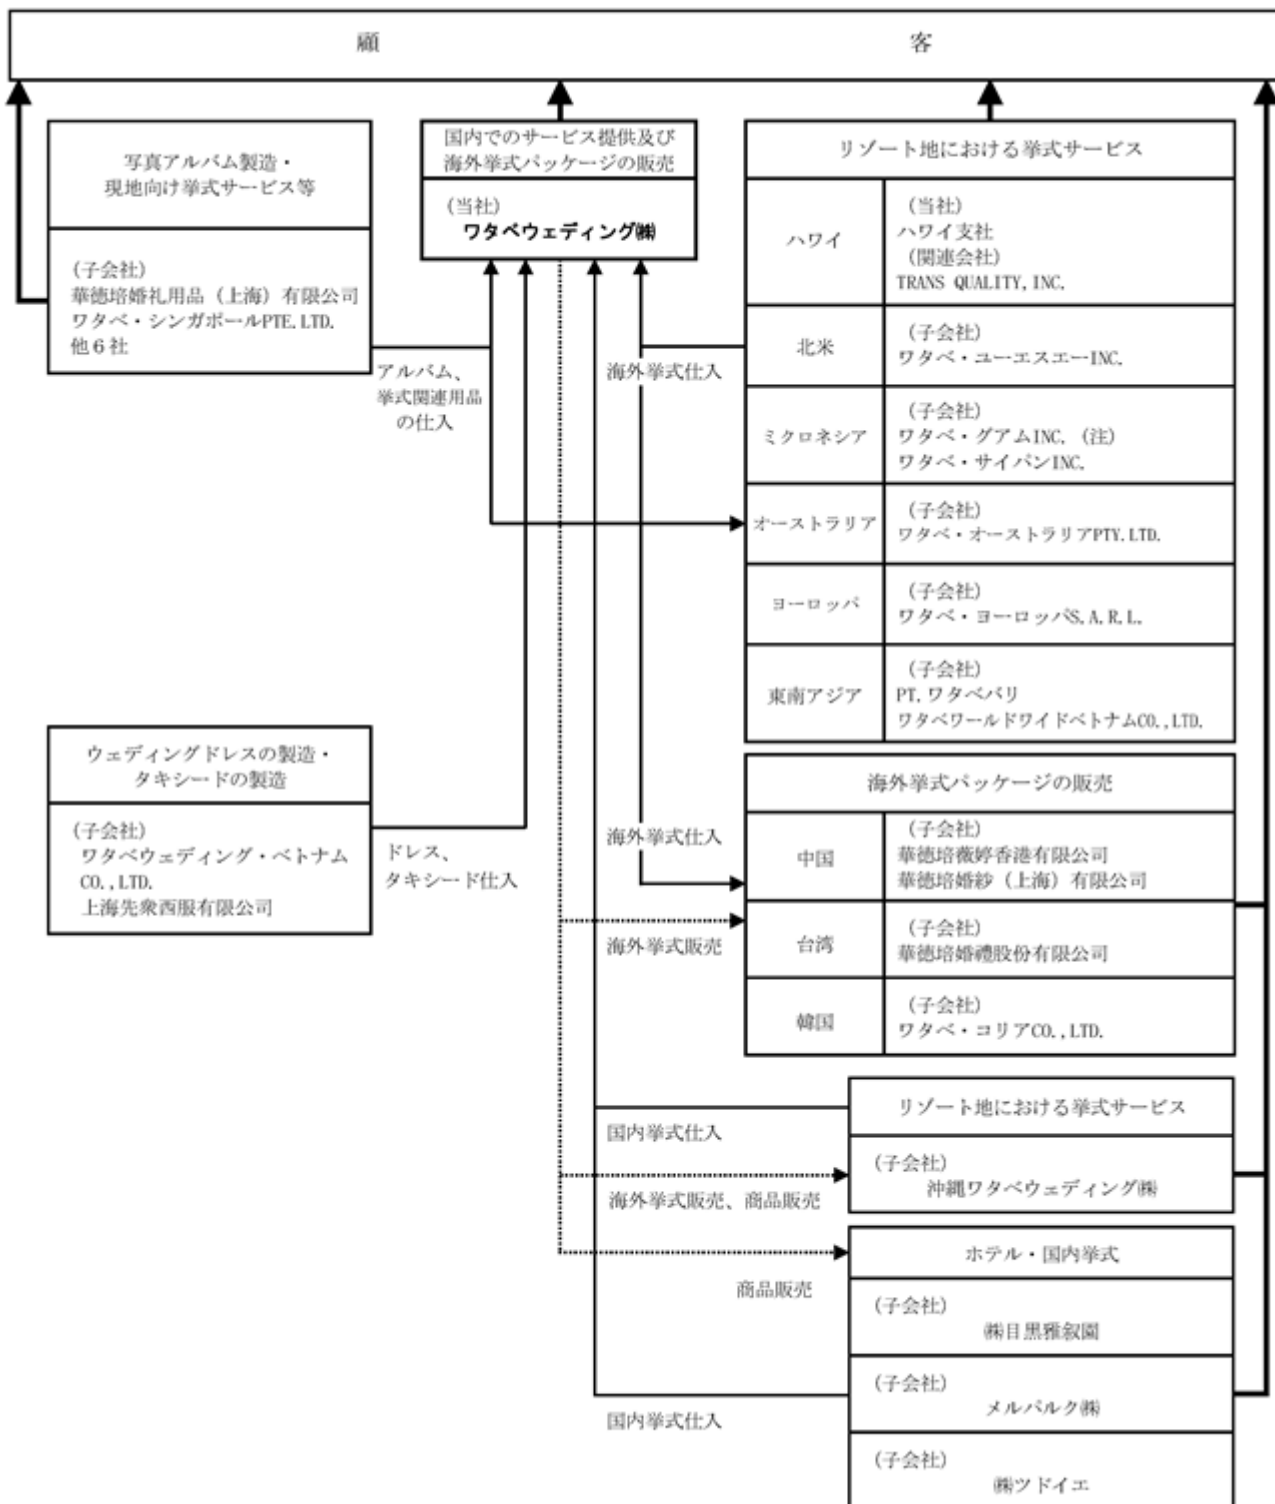 顧客
写真アルバム製造・
現地向け挙式サービス等
(子会社)
華徳培婚礼用品（上海）有限公司
ワタベ・シンガポールPTE.LTD.
他６社
アルバム、
挙式関連用品
の仕入
ウェディングドレスの製造・
タキシードの製造
(子会社)
ワタベウェディング・ベトナム
CO.,LTD.
上海先衆西服有限公司
ドレス、
タキシード仕入
国内でのサービス提供及び
海外挙式パッケージの販売
(当社)
ワタベウェディング㈱
海外挙式仕入
海外挙式仕入
海外挙式販売
国内挙式仕入
海外挙式販売、商品販売
商品販売
国内挙式仕入
リゾート地における挙式サービス
ハワイ
(当社)
ハワイ支社
(関連会社)
TRANS QUALITY,INC.
北米
(子会社)
ワタベ・ユーエスエーINC.
ミクロネシア
(子会社)
ワタベ・グアムINC.（注）
ワタベ・サイパンINC.
オーストラリア
(子会社)
ワタベ・オーストラリアPTY.LTD.
ヨーロッパ
(子会社)
ワタベ・ヨーロッパS.A.R.L.
東南アジア
(子会社)
PT.ワタベバリ
ワタベワールドワイドベトナムCO.,LTD.
海外挙式パッケージの販売
中国
(子会社)
華徳培薇婷香港有限公司
華徳培婚紗（上海）有限公司
台湾
(子会社)
華徳培婚禮股份有限公司
韓国
(子会社)
ワタベ・コリアCO.,LTD.
リゾート地における挙式サービス
(子会社)
沖縄ワタベウェディング㈱
ホテル・国内挙式
(子会社)
㈱目黒雅叙園
(子会社)
メルパルク㈱
(子会社)
㈱ツドイエ